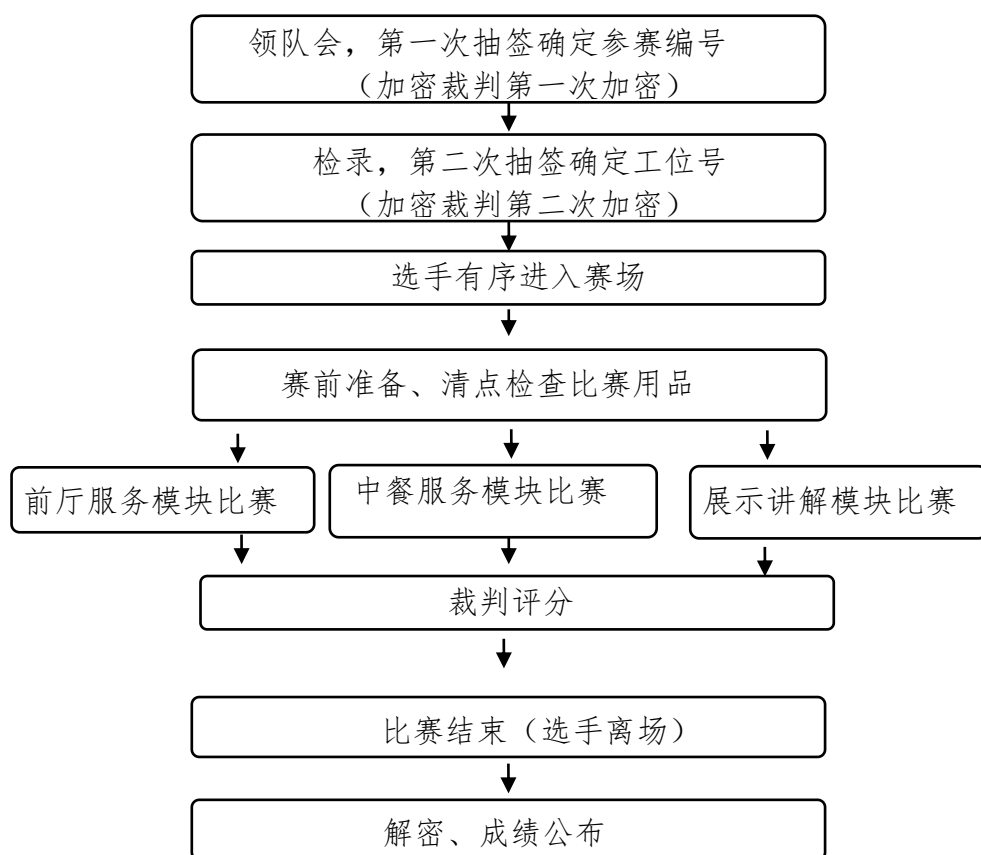 领队会，第一次抽签确定参赛编号
（加密裁判第一次加密）
检录，第二次抽签确定工位号
（加密裁判第二次加密）
选手有序进入赛场
赛前准备、清点检查比赛用品
前厅服务模块比赛
中餐服务模块比赛
展示讲解模块比赛
裁判评分
比赛结束（选手离场）
解密、成绩公布